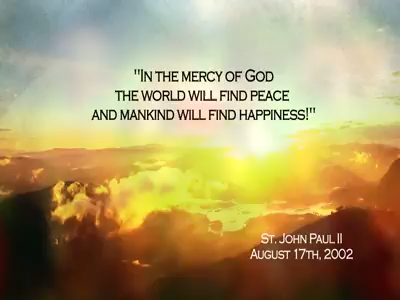 "In the mercy of God
the world will find peace
and mankind will find happiness!"
St. John Paul II
August 17th, 2002